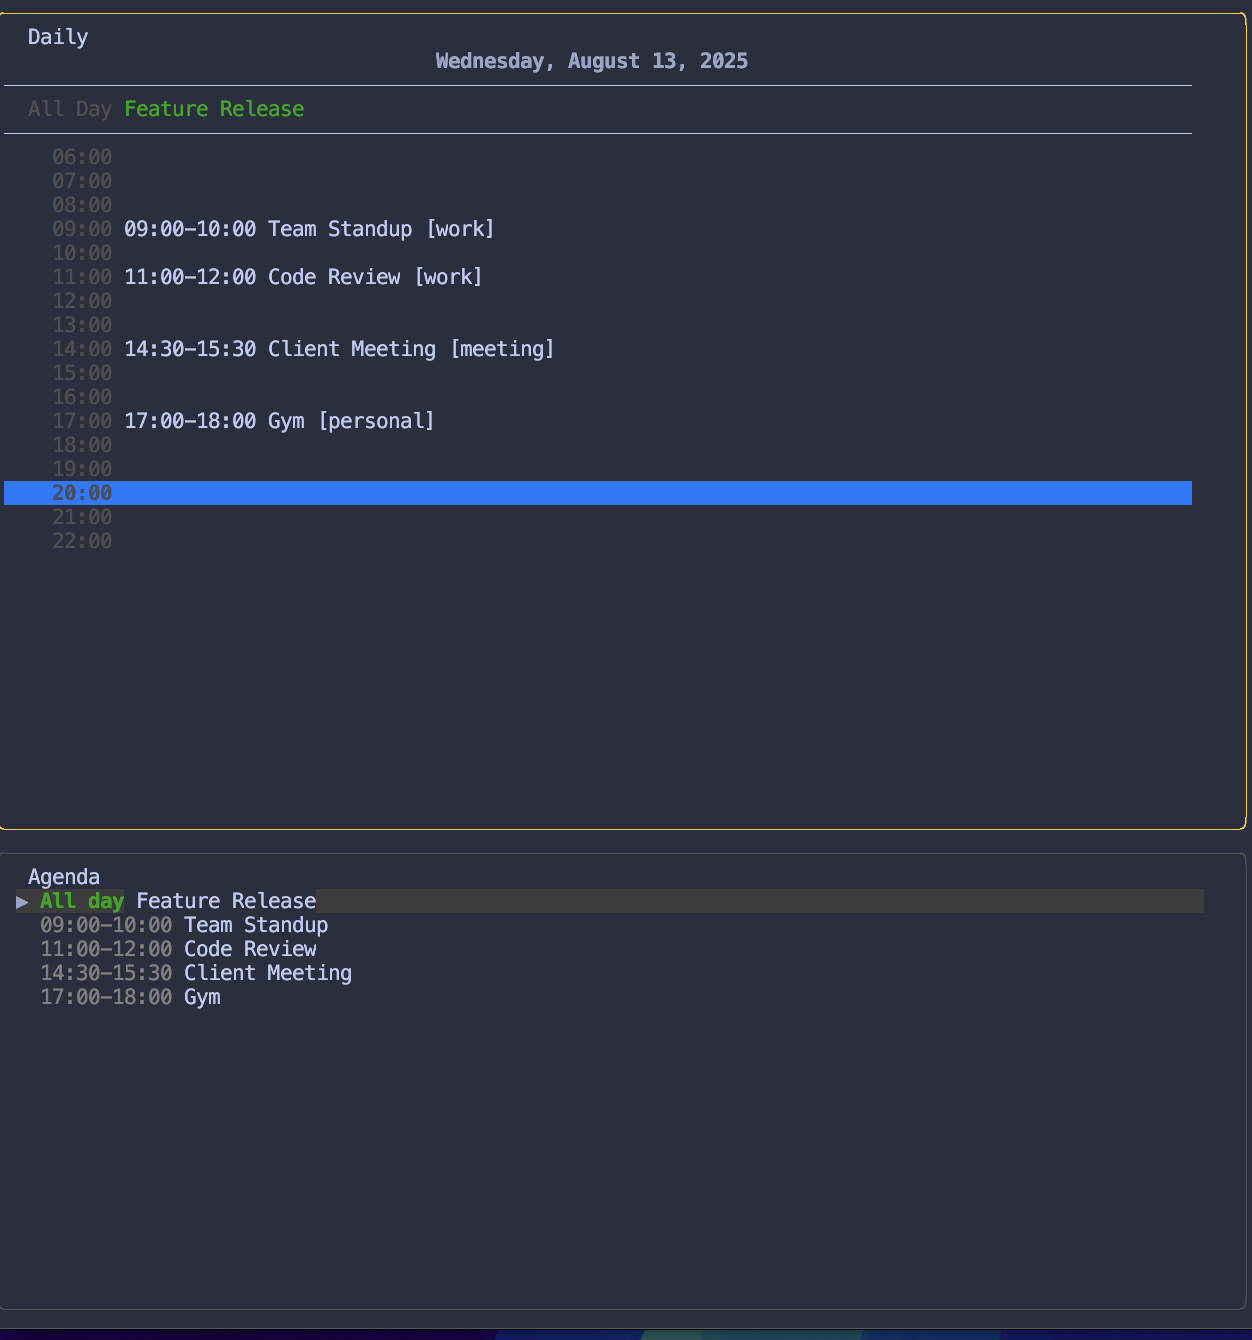 Daily
Wednesday, August 13, 2025
All Day Feature Release
06:00
07:00
08:00
09:00 09:00-10:00 Team Standup [work]
10:00
11:00 11:00-12:00 Code Review [work]
12:00
13:00
14:00 14:30-15:30 Client Meeting [meeting]
15:00
16:00
17:00 17:00-18:00 Gym [personal]
18:00
19:00
20:00
21:00
22:00
Agenda
▶ All day Feature Release
09:00-10:00 Team Standup
11:00-12:00 Code Review
14:30-15:30 Client Meeting
17:00-18:00 Gym